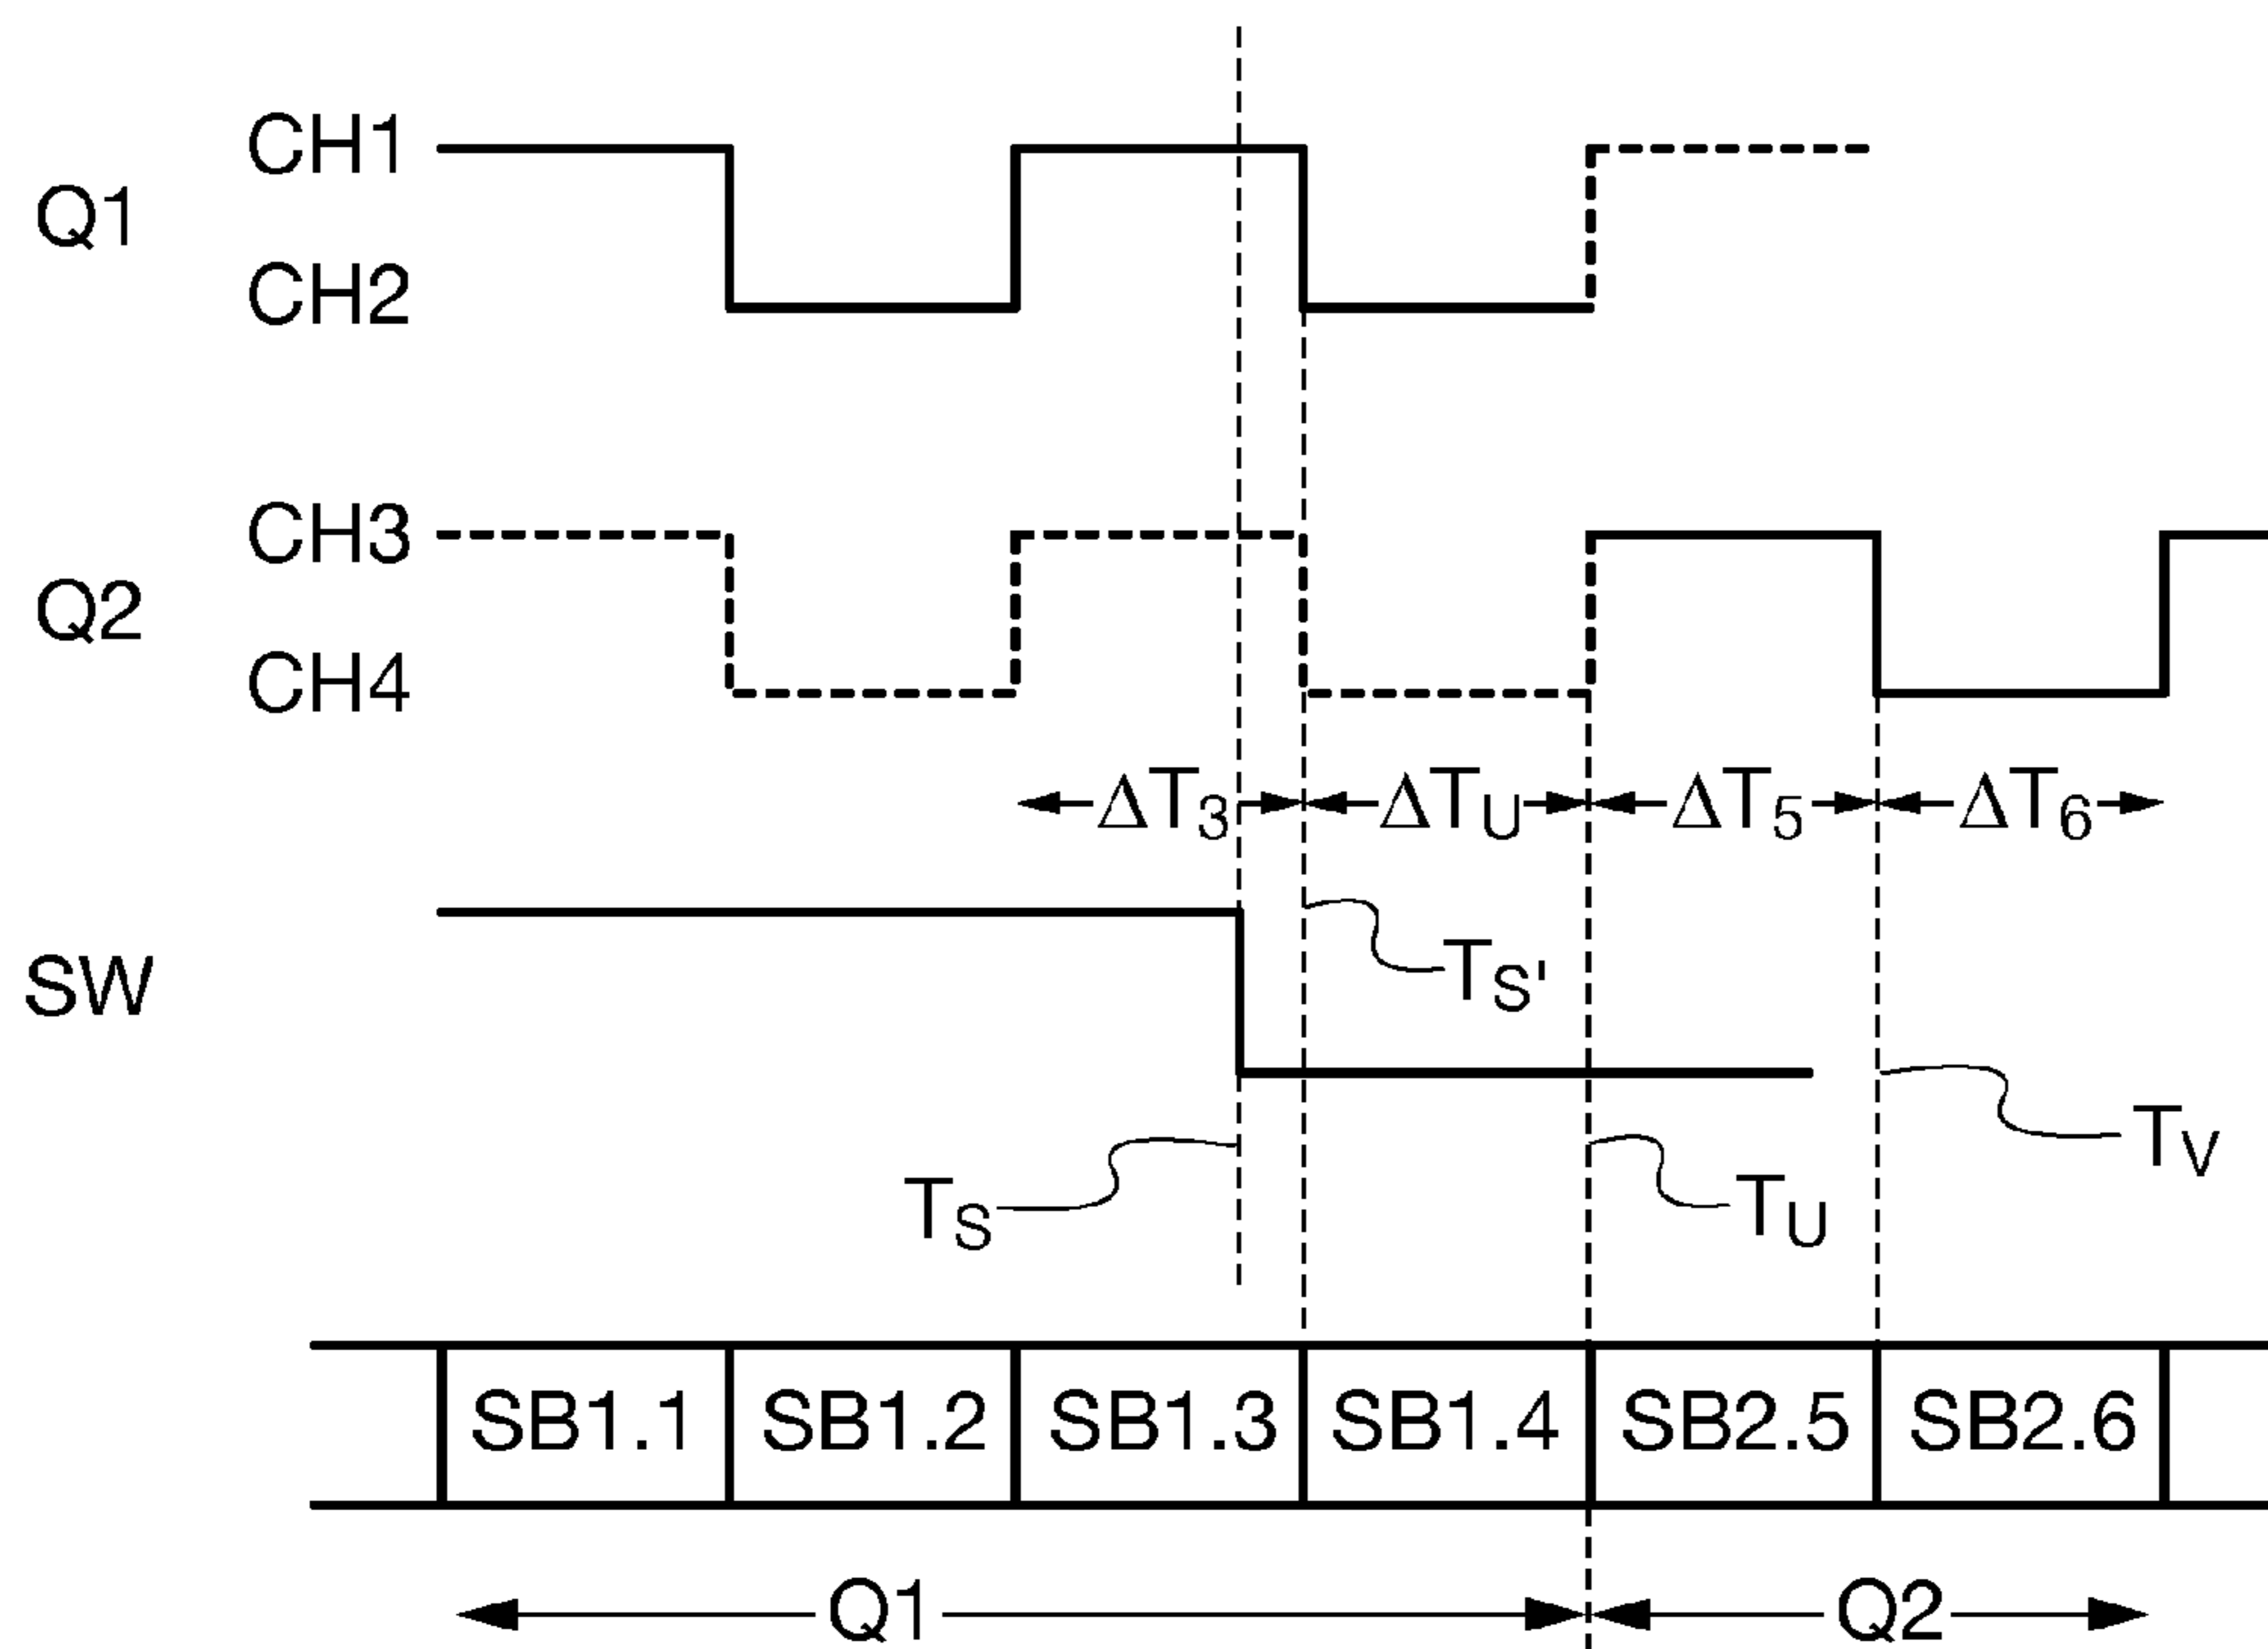 CH1
Q1
CH2
CH3
Q2
CH4
ΔT3 ΔTU ΔT5 ΔT6
SW
TS'
TS TU TV
SB1.1 SB1.2 SB1.3 SB1.4 SB2.5 SB2.6
Q1 Q2